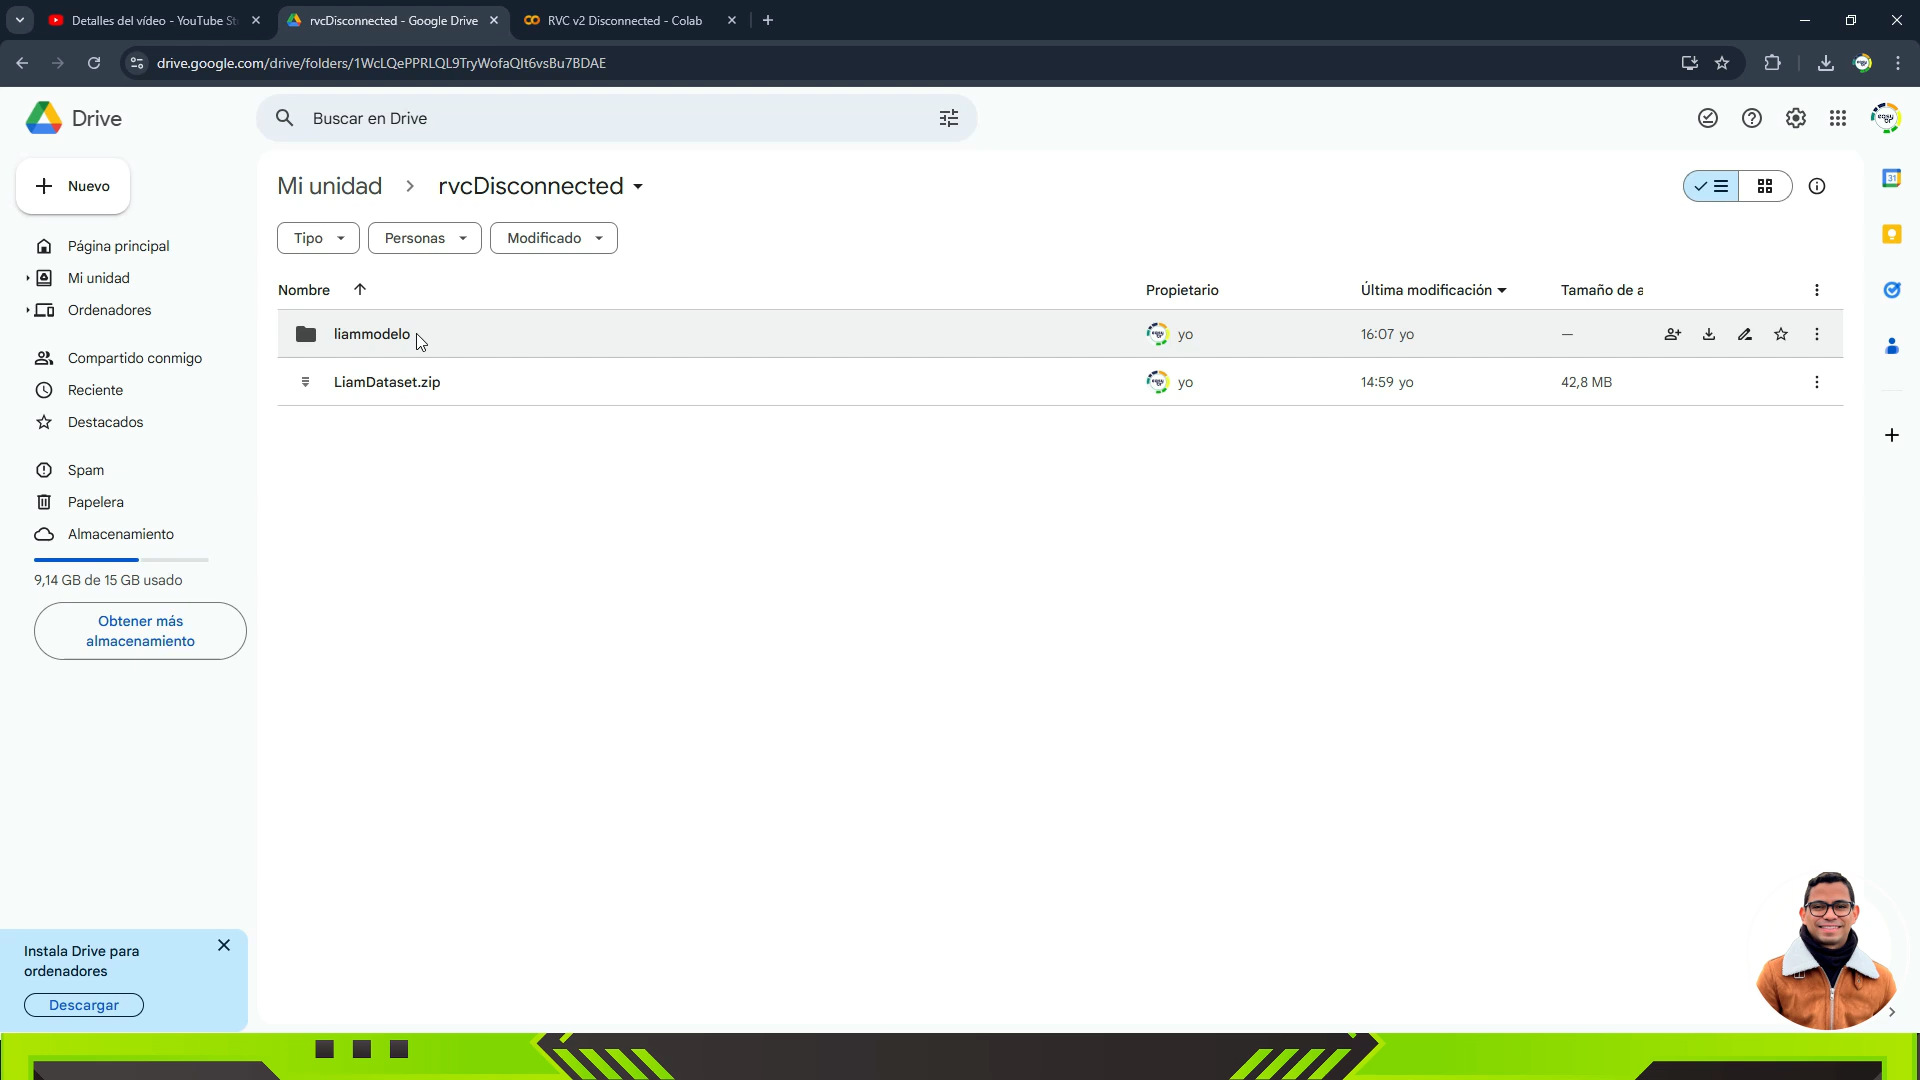 Detalles del vídeo - YouTube St
rvcDisconnected - Google Drive
RVC v2 Disconnected - Colab
drive.google.com/drive/folders/1WcLQePPRLQL9TryWofaQIt6vsBu7BDAE
Drive
Buscar en Drive
Nuevo
Mi unidad
rvcDisconnected
Tipo
Personas
Modificado
Página principal
Mi unidad
Ordenadores
Compartido conmigo
Reciente
Destacados
Spam
Papelera
Almacenamiento
9,14 GB de 15 GB usado
Obtener más
almacenamiento
Nombre
Propietario
Última modificación
Tamaño de a
liammodelo
yo
16:07 yo
—
LiamDataset.zip
yo
14:59 yo
42,8 MB
31
Instala Drive para
ordenadores
Descargar